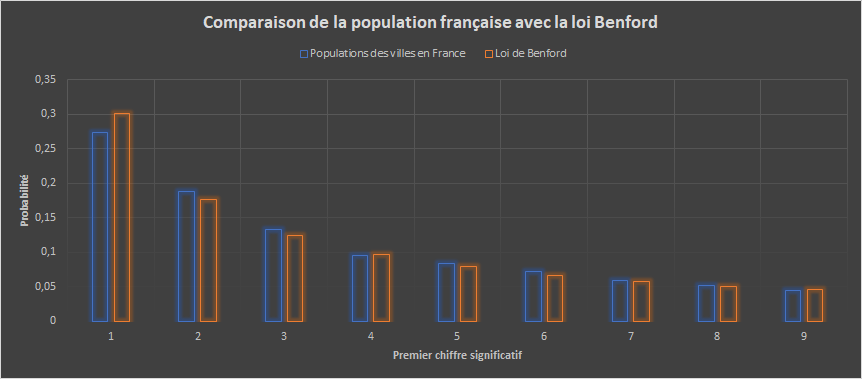 Comparaison de la population française avec la loi Benford
Populations des villes en France
Loi de Benford
0,35
0,3
0,25
0,2
0,15
0,1
0,05
0
Probabilité
1 2 3 4 5 6 7 8 9
Premier chiffre significatif